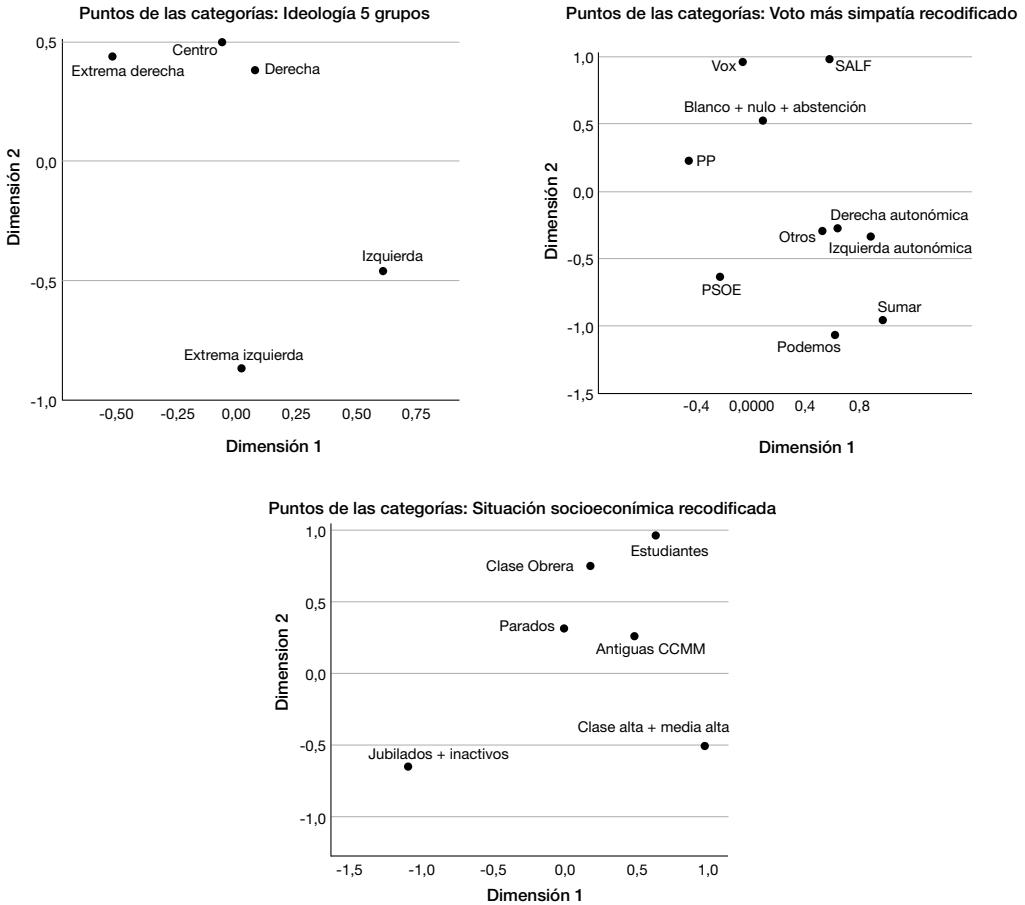 Puntos de las categorías: Ideología 5 grupos
0,5
Centro
Extrema derecha
Derecha
0,0
Dimensión 2
Izquierda
-0,5
Extrema izquierda
-1,0
-0,50 -0,25 0,00 0,25 0,50 0,75
Dimensión 1
Puntos de las categorías: Voto más simpatía recodificado
1,0
Vox
SALF
Blanco + nulo + abstención
0,5
PP
0,0
Dimensión 2
Derecha autonómica
Otros
Izquierda autonómica
-0,5
PSOE
Sumar
-1,0
Podemos
-1,5
-0,4 0,0000 0,4 0,8
Dimensión 1
Puntos de las categorías: Situación socioeconímica recodificada
1,0
Estudiantes
Clase Obrera
0,5
Parados
Antiguas CCMM
Dimension 2
0,0
Clase alta + media alta
-0,5
Jubilados + inactivos
-1,0
-1,5 -1,0 -0,5 0,0 0,5 1,0
Dimensión 1